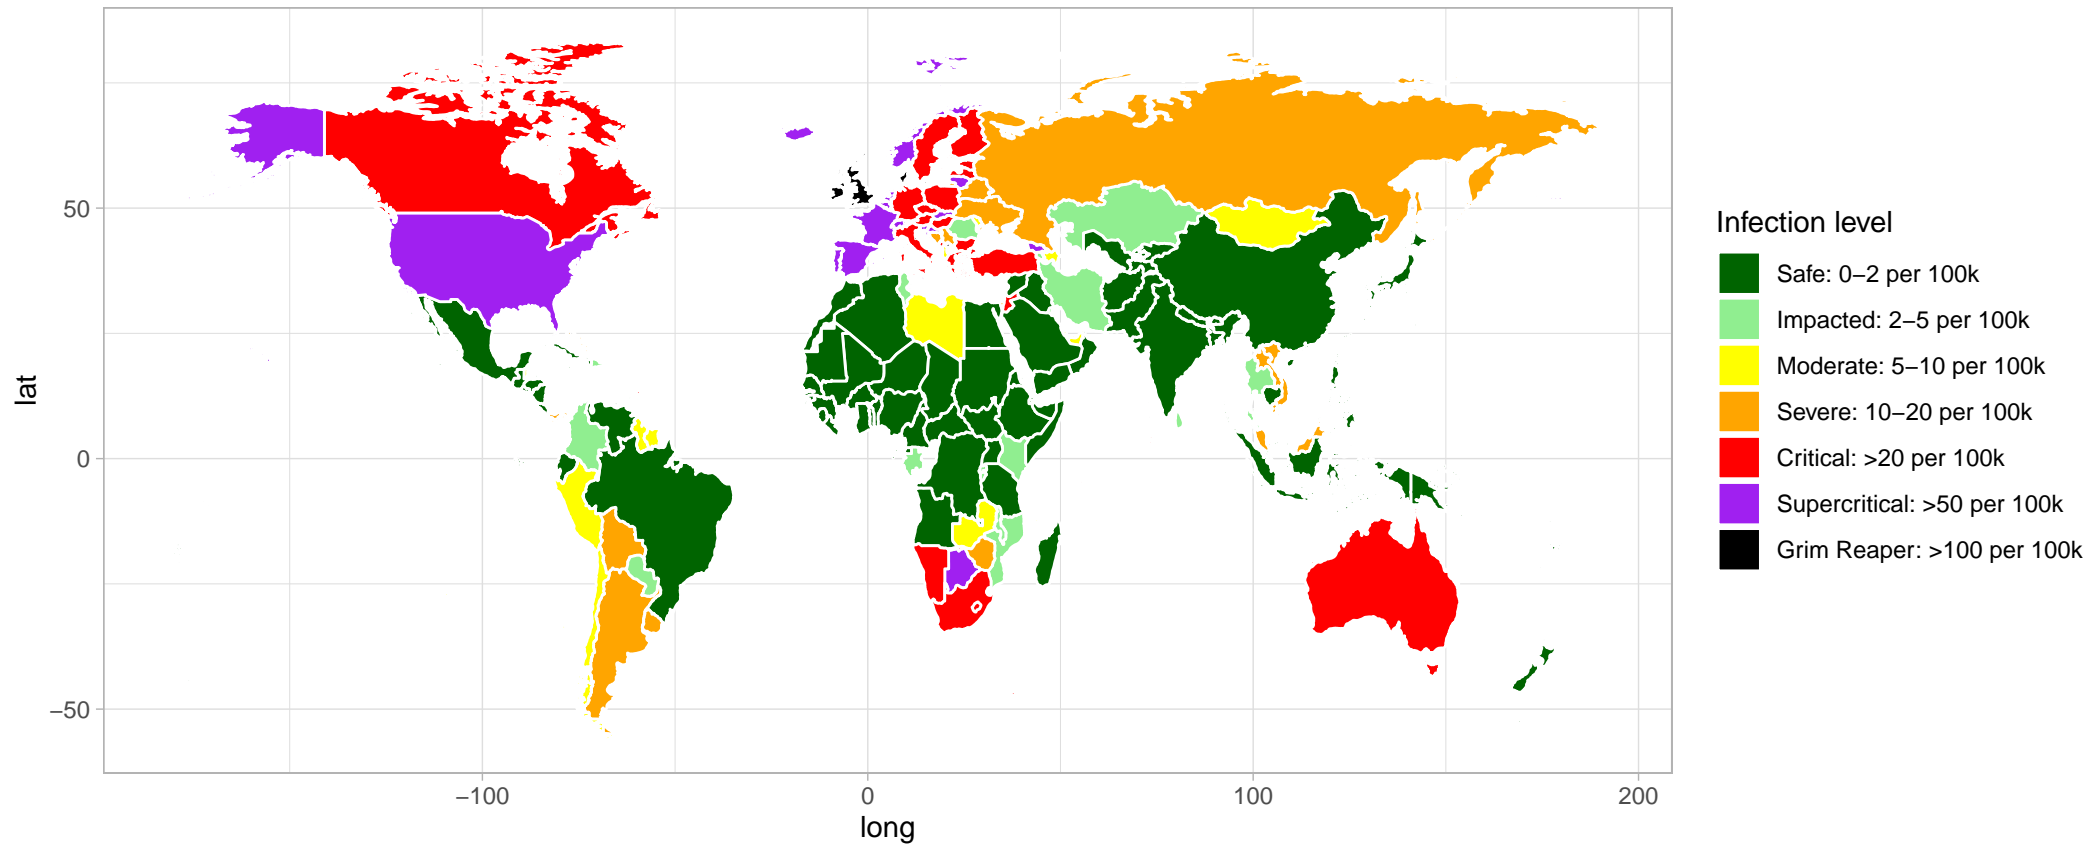 50
0
−50
lat
−100
0
100
200
long
Infection level
Safe: 0−2 per 100k
Impacted: 2−5 per 100k
Moderate: 5−10 per 100k
Severe: 10−20 per 100k
Critical: >20 per 100k
Supercritical: >50 per 100k
Grim Reaper: >100 per 100k